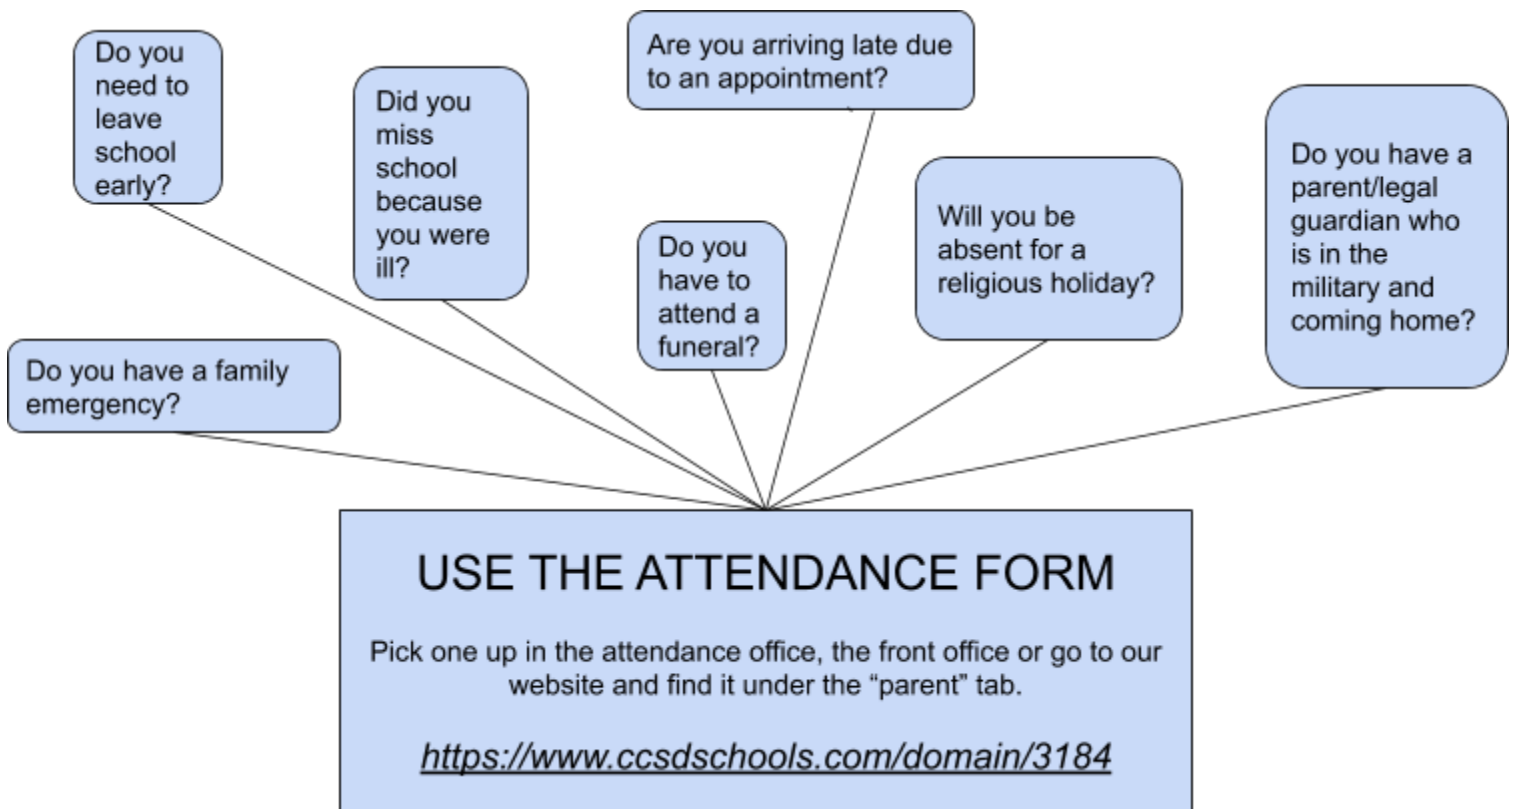 Do you
need to
leave
school
early?
Did you
miss
school
because
you were
ill?
Are you arriving late due
to an appointment?
Do you
have to
attend a
funeral?
Will you be
absent for a
religious holiday?
Do you have a
parent/legal
guardian who
is in the
military and
coming home?
Do you have a family
emergency?
USE THE ATTENDANCE FORM
Pick one up in the attendance office, the front office or go to our
website and find it under the “parent” tab.
https://www.ccsdschools.com/domain/3184